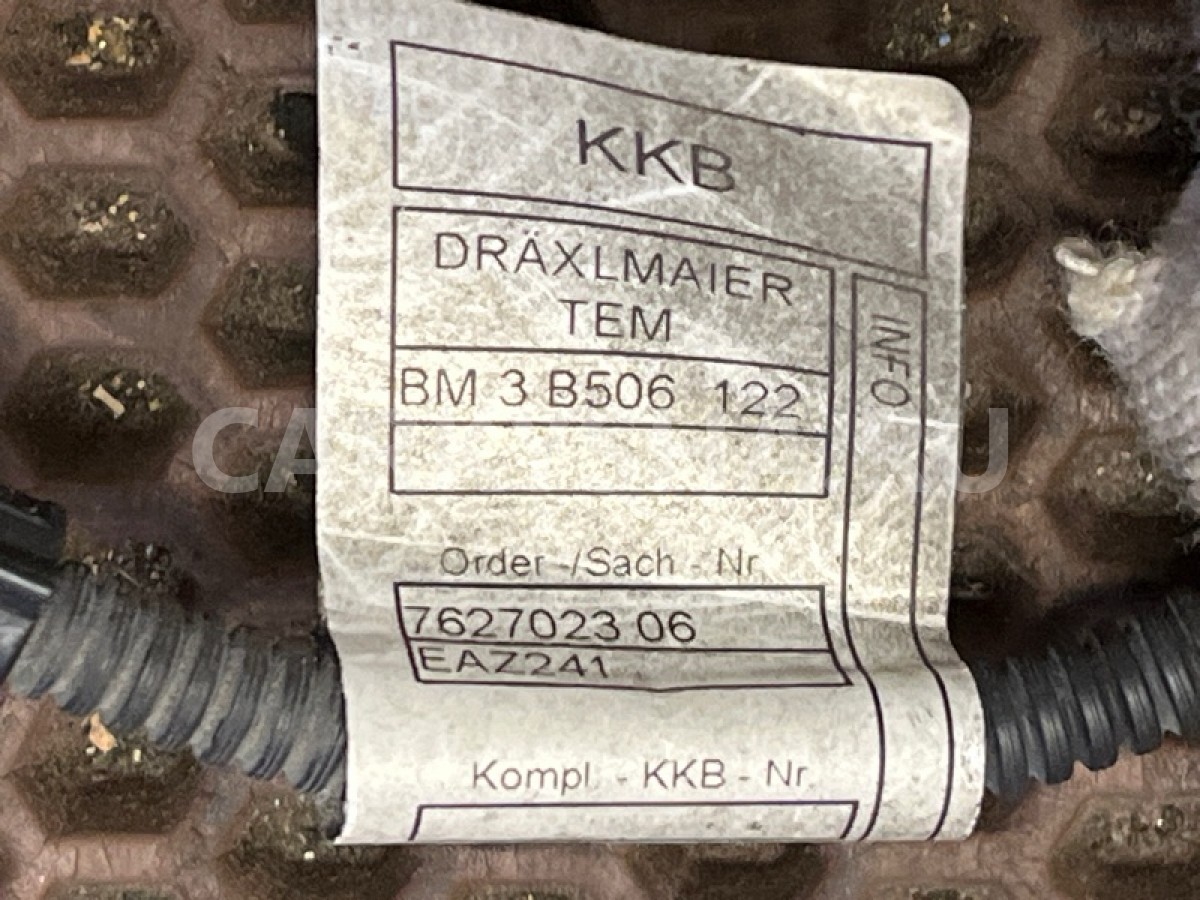 KKB
DRÄXLMAIER
TEM
BM 3 B506 122
INFO
Order -/Sach - Nr.
7627023 06
EAZ241
Kompl. - KKB - Nr.